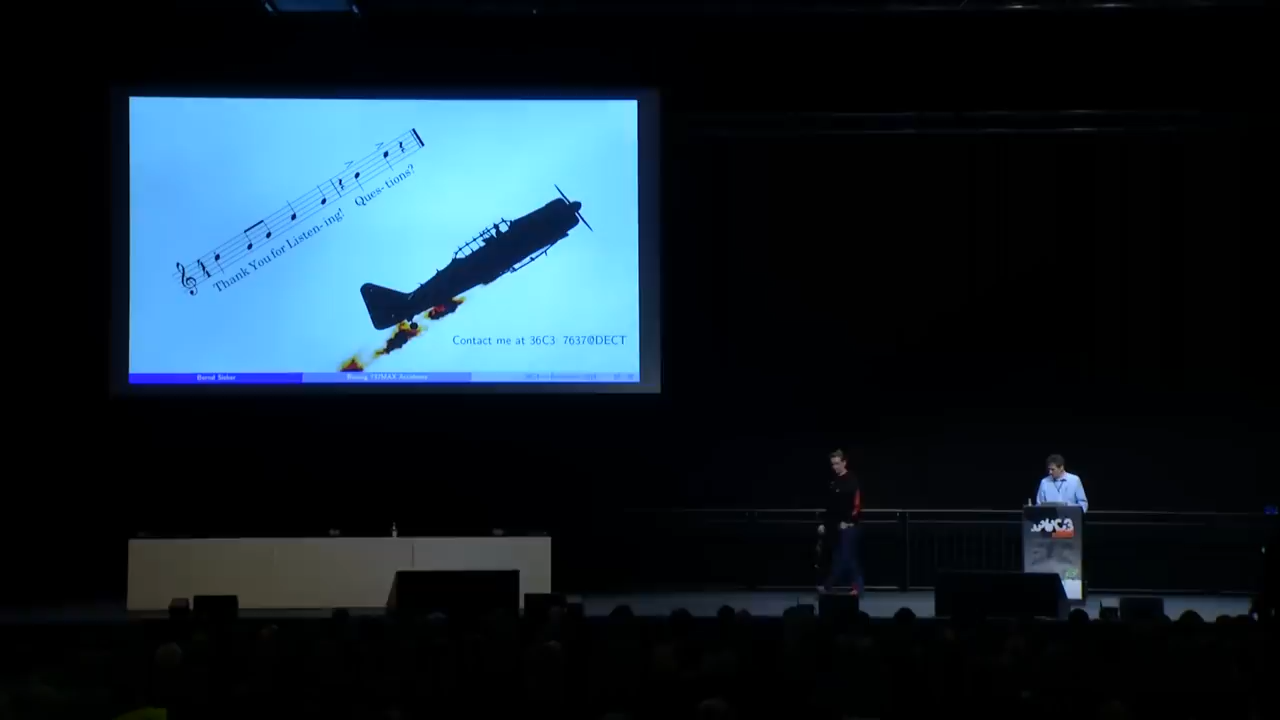 Thank You for Listen-ing! Ques-tions?
Contact me at 36C3 7637@DECT
Bernd Sieker
Boeing 737MAX Accidents
36C3